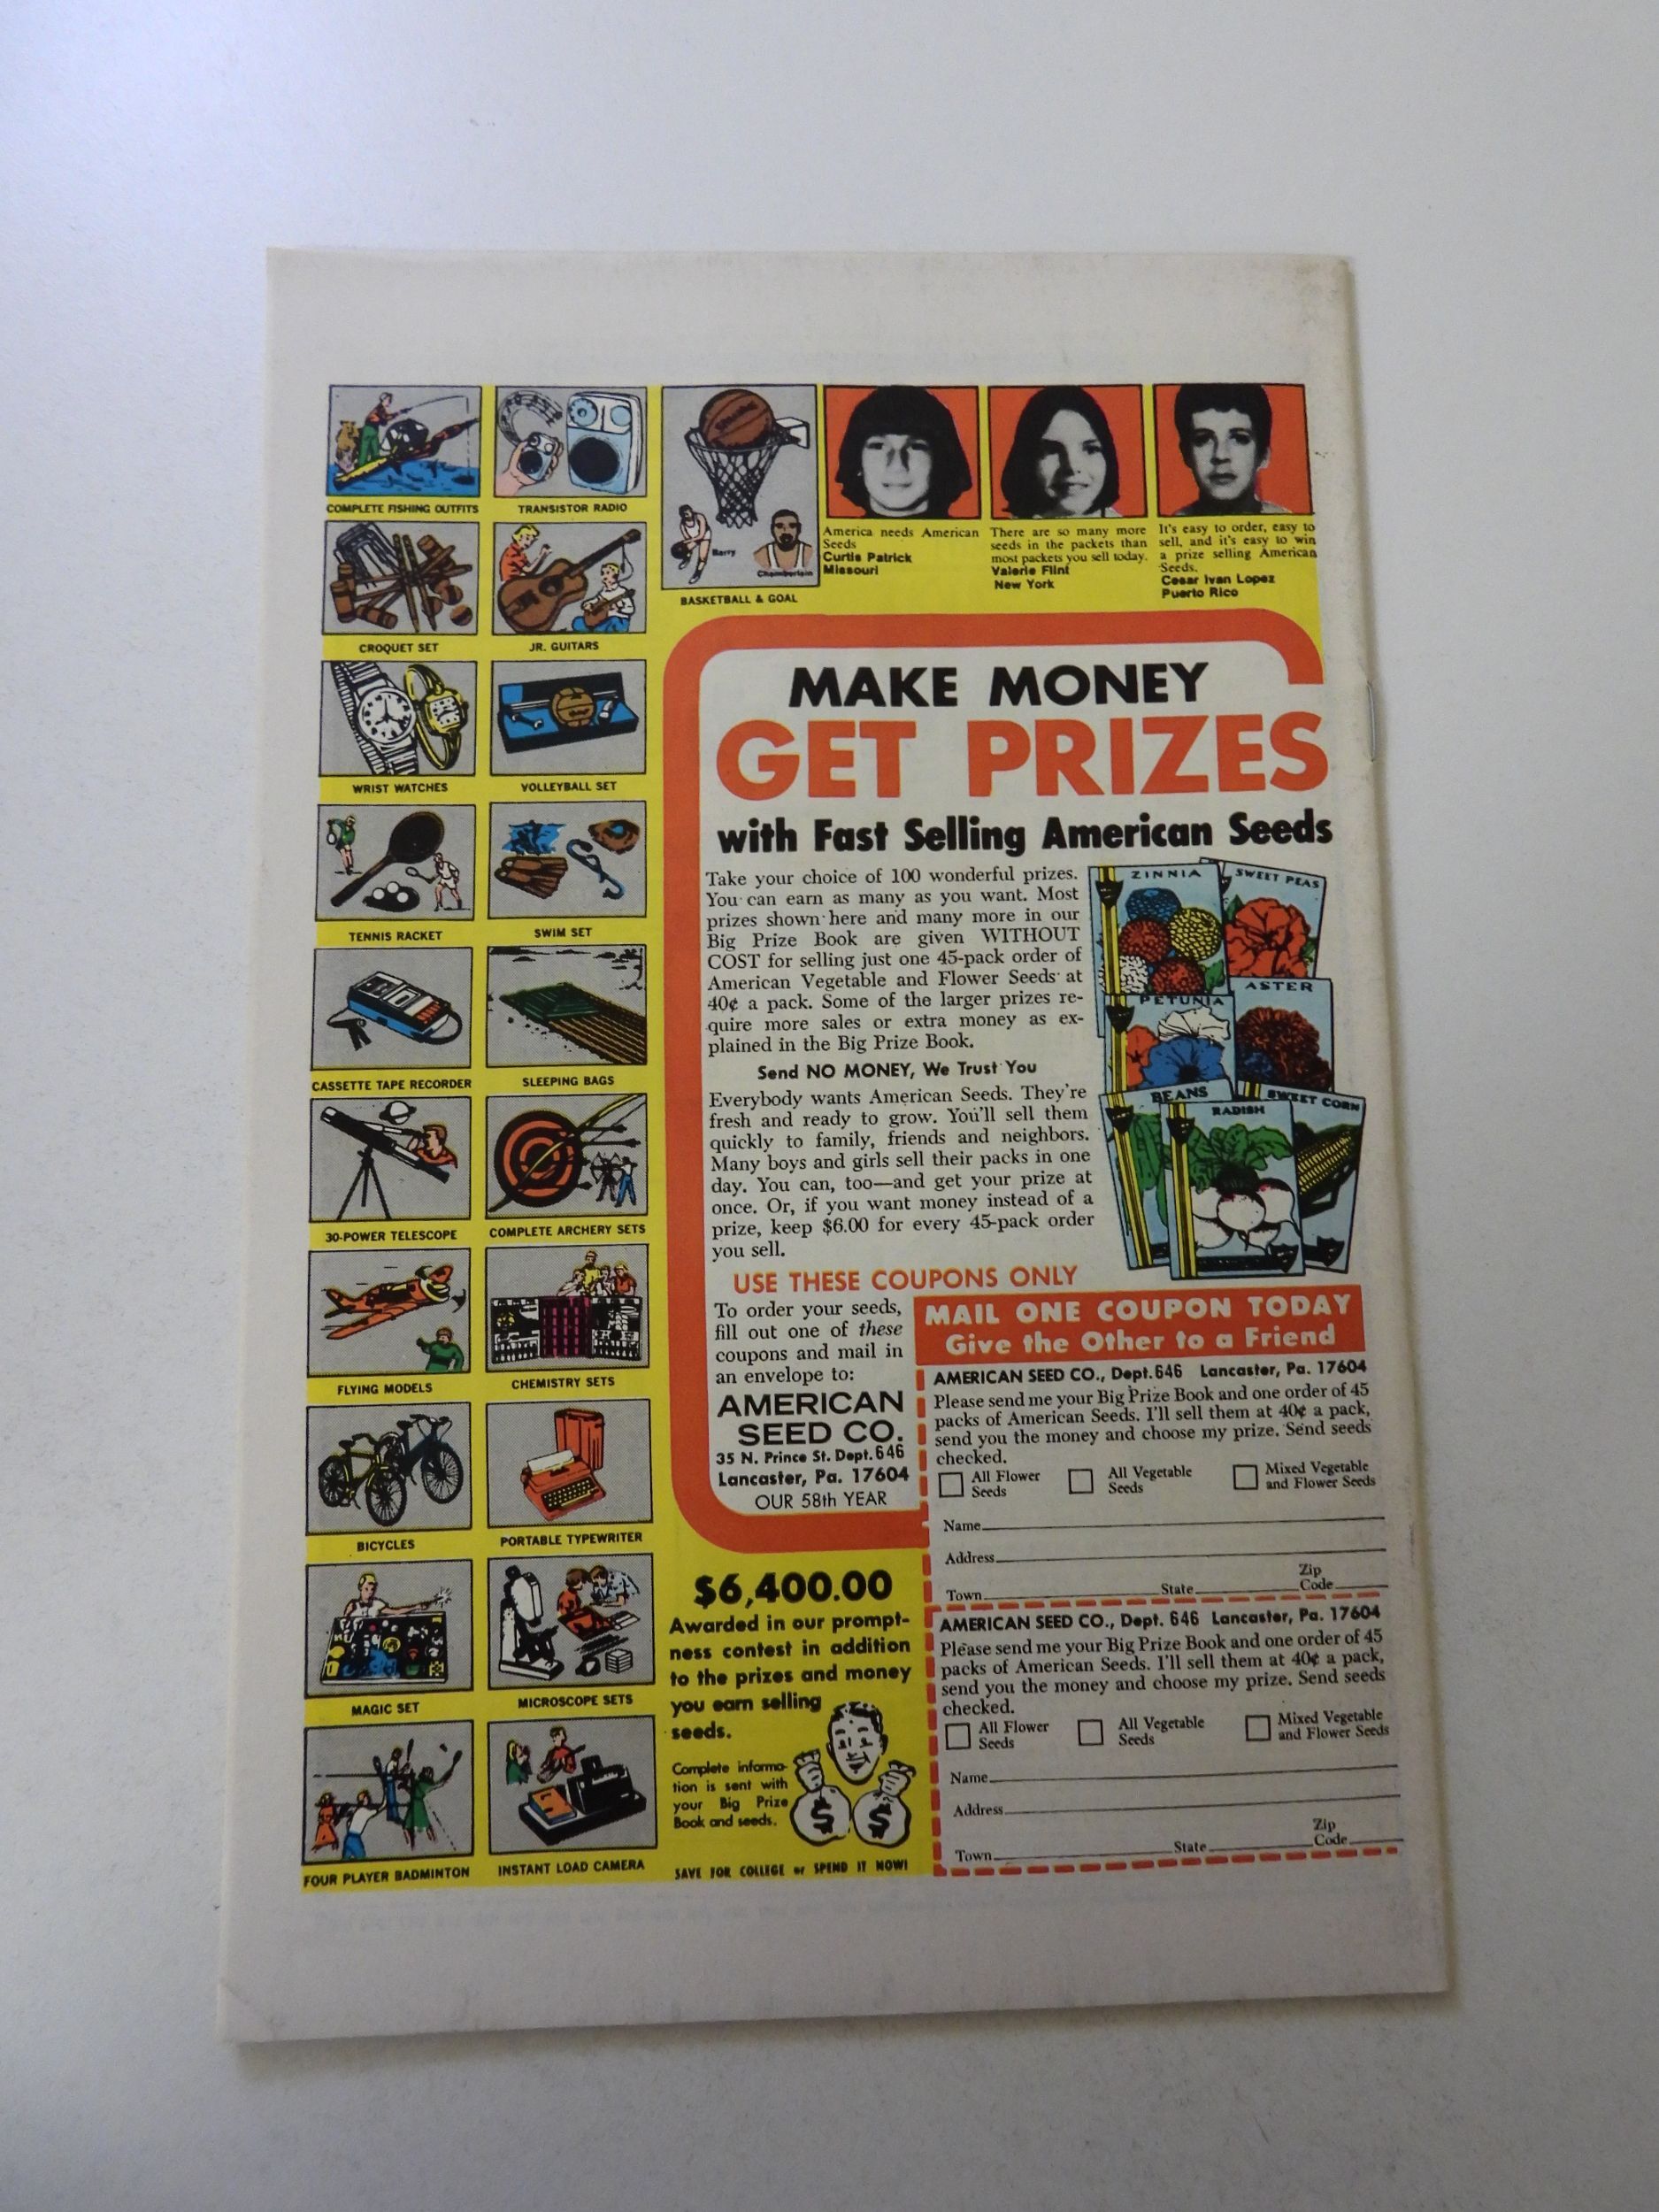 COMPLETE FISHING OUTFITS
TRANSISTOR RADIO
CROQUET SET
JR. GUITARS
WRIST WATCHES
VOLLEYBALL SET
TENNIS RACKET
SWIM SET
CASSETTE TAPE RECORDER
SLEEPING BAGS
30-POWER TELESCOPE
COMPLETE ARCHERY SETS
FLYING MODELS
CHEMISTRY SETS
BICYCLES
PORTABLE TYPEWRITER
MAGIC SET
MICROSCOPE SETS
FOUR PLAYER BADMINTON
INSTANT LOAD CAMERA
Barry
Chamberlain
BASKETBALL & GOAL
America needs American
Seeds
Curtis Patrick
Missouri
There are so many more
seeds in the packets than
most packets you sell today.
Valerie Flint
New York
It's easy to order, easy to
sell, and it's easy to win
a prize selling American
Seeds.
Cesar Ivan Lopez
Puerto Rico
MAKE MONEY
GET PRIZES
with Fast Selling American Seeds
Take your choice of 100 wonderful prizes.
You can earn as many as you want. Most
prizes shown here and many more in our
Big Prize Book are given WITHOUT
COST for selling just one 45-pack order of
American Vegetable and Flower Seeds at
40¢ a pack. Some of the larger prizes re-
quire more sales or extra money as ex-
plained in the Big Prize Book.
Send NO MONEY, We Trust You
Everybody wants American Seeds. They're
fresh and ready to grow. You'll sell them
quickly to family, friends and neighbors.
Many boys and girls sell their packs in one
day. You can, too—and get your prize at
once. Or, if you want money instead of a
prize, keep $6.00 for every 45-pack order
you sell.
ZINNIA
SWEET PEAS
PETUNIA
ASTER
BEANS
RADISH
SWEET CORN
USE THESE COUPONS ONLY
To order your seeds,
fill out one of these
coupons and mail in
an envelope to:
AMERICAN
SEED CO.
35 N. Prince St. Dept. 646
Lancaster, Pa. 17604
OUR 58th YEAR
MAIL ONE COUPON TODAY
Give the Other to a Friend
AMERICAN SEED CO., Dept. 646 Lancaster, Pa. 17604
Please send me your Big Prize Book and one order of 45
packs of American Seeds. I'll sell them at 40¢ a pack,
send you the money and choose my prize. Send seeds
checked.
All Flower
Seeds
All Vegetable
Seeds
Mixed Vegetable
and Flower Seeds
Name
Address
Town State Zip Code
AMERICAN SEED CO., Dept. 646 Lancaster, Pa. 17604
Please send me your Big Prize Book and one order of 45
packs of American Seeds. I'll sell them at 40¢ a pack,
send you the money and choose my prize. Send seeds
checked.
All Flower
Seeds
All Vegetable
Seeds
Mixed Vegetable
and Flower Seeds
Name
Address
Town State Zip Code
$6,400.00
Awarded in our prompt-
ness contest in addition
to the prizes and money
you earn selling
seeds.
Complete informa-
tion is sent with
your Big Prize
Book and seeds.
$ $
SAVE FOR COLLEGE or SPEND IT NOW!